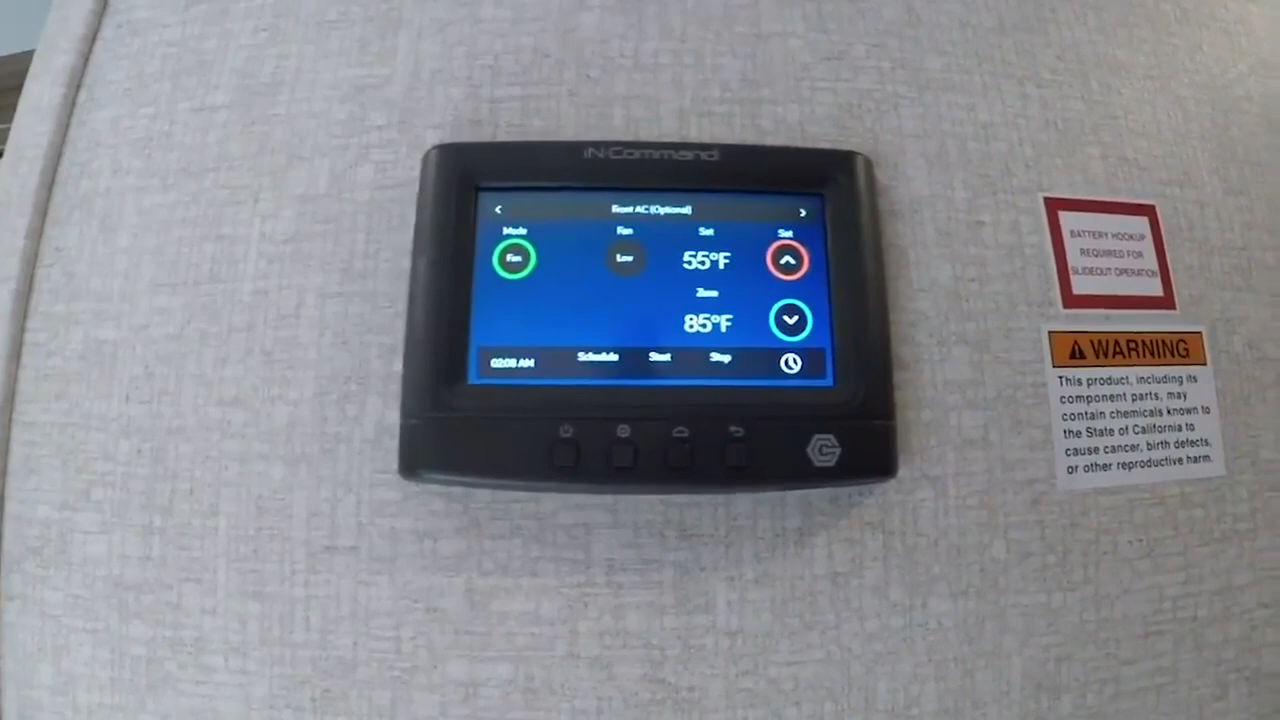 iN·Command
Front AC (Optional)
Mode Fan Set Set
Fan Low 55°F
Zone
85°F
02:08 AM Schedule Start Stop
BATTERY HOOKUP
REQUIRED FOR
SLIDEOUT OPERATION
WARNING
This product, including its
component parts, may
contain chemicals known to
the State of California to
cause cancer, birth defects,
or other reproductive harm.